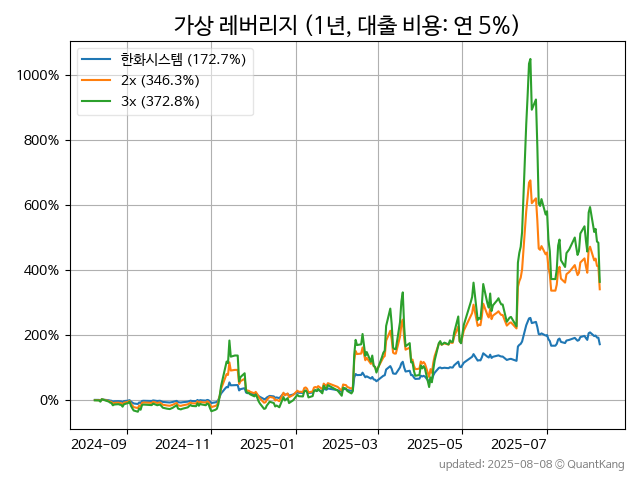 가상 레버리지 (1년, 대출 비용: 연 5%)
한화시스템 (172.7%)
2x (346.3%)
3x (372.8%)
1000%
800%
600%
400%
200%
0%
2024-09
2024-11
2025-01
2025-03
2025-05
2025-07
updated: 2025-08-08 © QuantKang